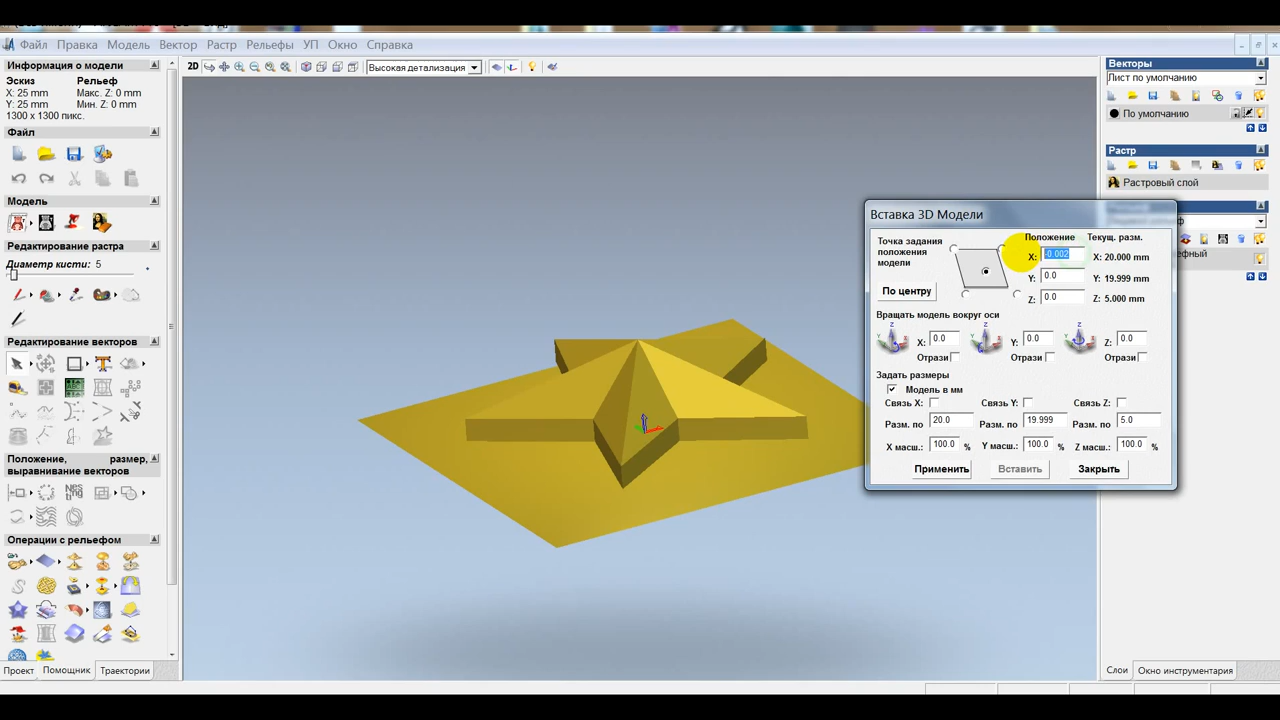 Файл Правка Модель Вектор Растр Рельефы УП Окно Справка
Информация о модели
Эскиз Рельеф
X: 25 mm Макс. Z: 0 mm
Y: 25 mm Мин. Z: 0 mm
1300 x 1300 пикс.
Файл
Модель
Редактирование растра
Диаметр кисти: 5
Редактирование векторов
Положение, размер,
выравнивание векторов
Операции с рельефом
Проект Помощник Траектории
2D Высокая детализация
Векторы
Лист по умолчанию
По умолчанию
Растр
Растровый слой
Вставка 3D Модели
Точка задания
положения
модели
По центру
Положение Текущ. разм.
X: -0.002 X: 20.000 mm
Y: 0.0 Y: 19.999 mm
Z: 0.0 Z: 5.000 mm
Вращать модель вокруг оси
X: 0.0 Y: 0.0 Z: 0.0
Отрази Отрази Отрази
Задать размеры
Модель в мм
Связь X: Связь Y: Связь Z:
Разм. по 20.0 Разм. по 19.999 Разм. по 5.0
X масш.: 100.0 % Y масш.: 100.0 % Z масш.: 100.0 %
Применить Вставить Закрыть
Слои Окно инструментария